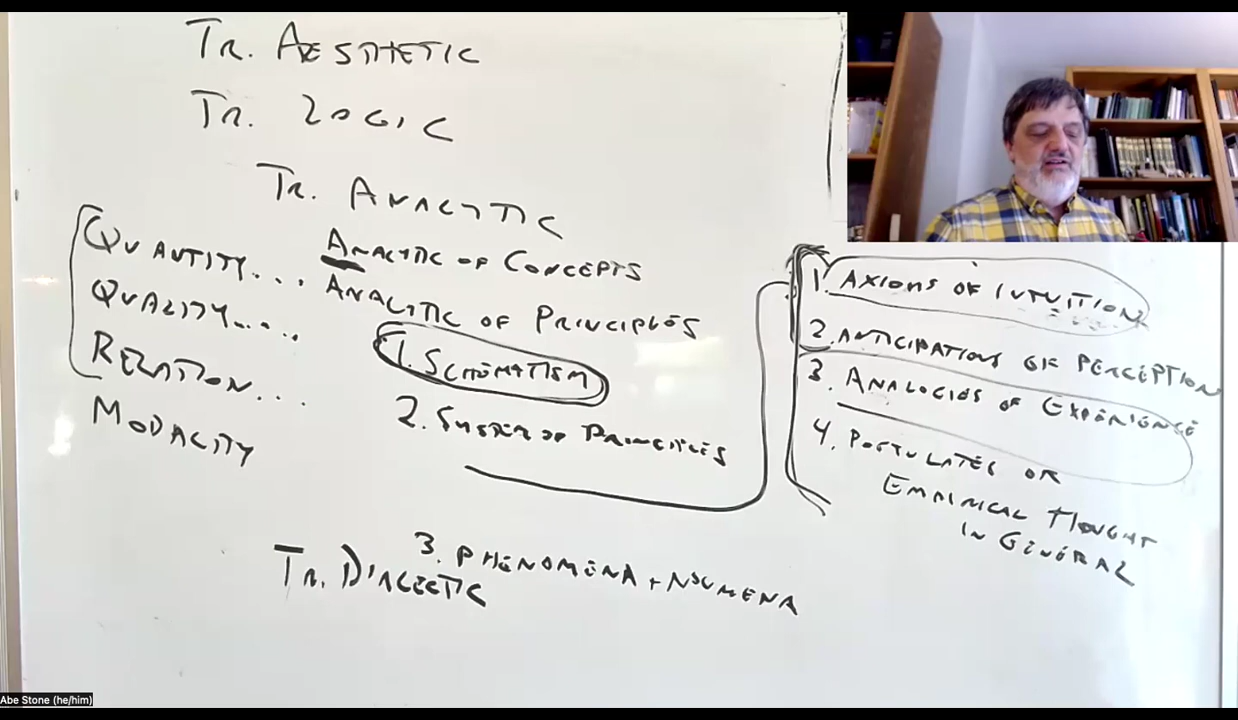 TR. AESTHETIC
TR. LOGIC
TR. ANALYTIC
QUANTITY...
QUALITY.....
RELATION...
MODALITY
ANALYTIC OF CONCEPTS
ANALYTIC OF PRINCIPLES
1. SCHEMATISM
2. SYSTEM OF PRINCIPLES
3. PHENOMENA + NOUMENA
TR. DIALECTIC
1. AXIOMS OF INTUITION
2. ANTICIPATIONS OF PERCEPTION
3. ANALOGIES OF EXPERIENCE
4. POSTULATES OF
EMPIRICAL THOUGHT
IN GENERAL
Abe Stone (he/him)